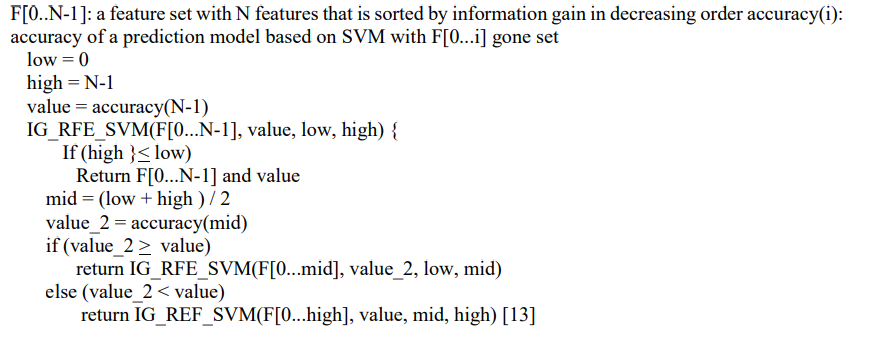 F[0..N-1]: a feature set with N features that is sorted by information gain in decreasing order accuracy(i):
accuracy of a prediction model based on SVM with F[0...i] gone set
low = 0
high = N-1
value = accuracy(N-1)
IG_RFE_SVM(F[0...N-1], value, low, high) {
If (high }≤ low)
Return F[0...N-1] and value
mid = (low + high ) / 2
value_2 = accuracy(mid)
if (value_2 ≥ value)
return IG_RFE_SVM(F[0...mid], value_2, low, mid)
else (value_2 < value)
return IG_REF_SVM(F[0...high], value, mid, high) [13]